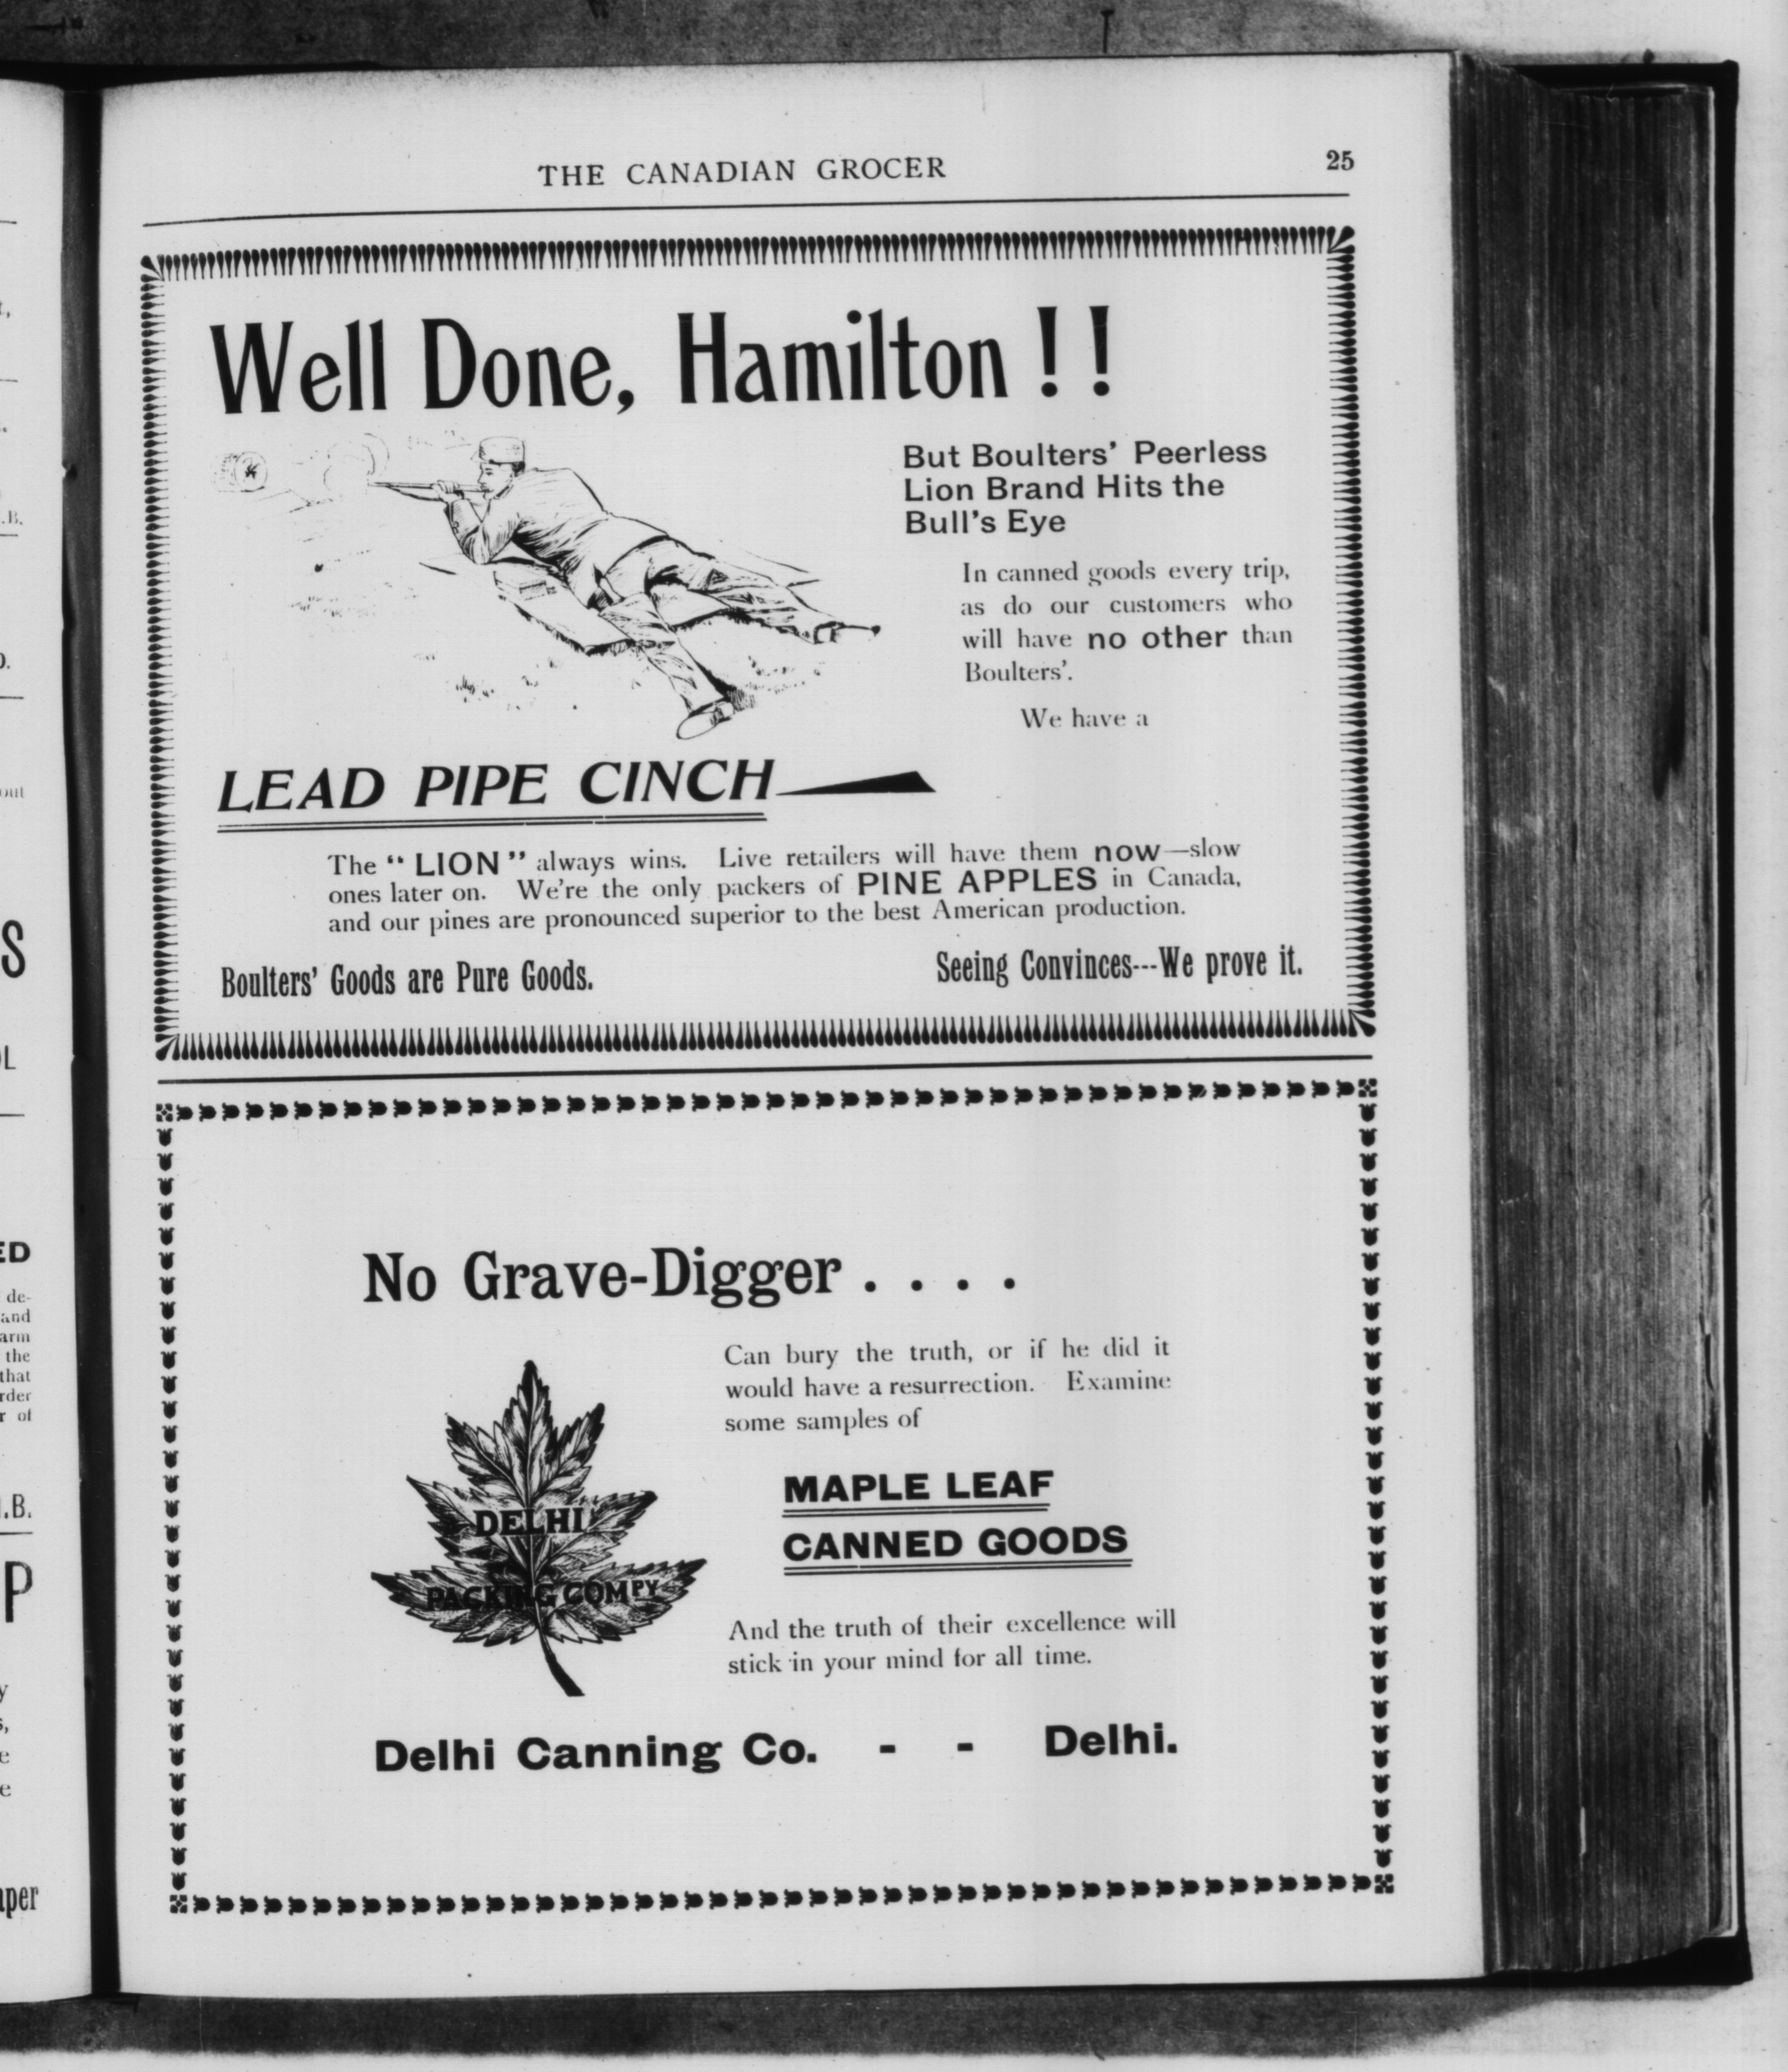 THE CANADIAN GROCER 25
Well Done, Hamilton ! !
But Boulters' Peerless
Lion Brand Hits the
Bull's Eye
In canned goods every trip,
as do our customers who
will have no other than
Boulters'.
We have a
LEAD PIPE CINCH
The “ LION ” always wins. Live retailers will have them now—slow
ones later on. We're the only packers of PINE APPLES in Canada,
and our pines are pronounced superior to the best American production.
Boulters' Goods are Pure Goods. Seeing Convinces---We prove it.
No Grave-Digger . . . .
Can bury the truth, or if he did it
would have a resurrection. Examine
some samples of
DELHI
PACKING COMPY
MAPLE LEAF
CANNED GOODS
And the truth of their excellence will
stick in your mind for all time.
Delhi Canning Co. - - Delhi.